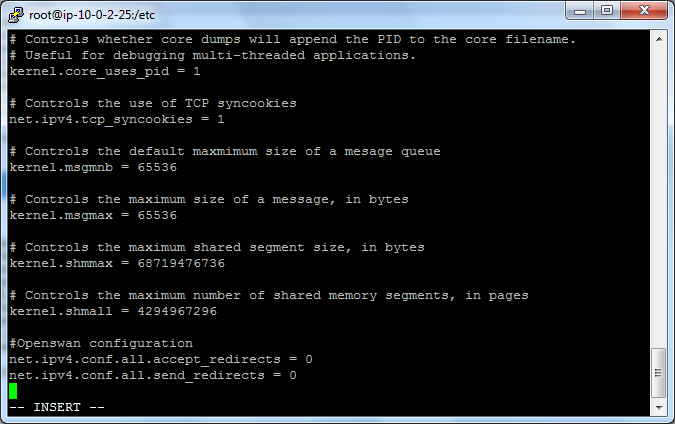 root@ip-10-0-2-25:/etc
# Controls whether core dumps will append the PID to the core filename.
# Useful for debugging multi-threaded applications.
kernel.core_uses_pid = 1
# Controls the use of TCP syncookies
net.ipv4.tcp_syncookies = 1
# Controls the default maxmimum size of a mesage queue
kernel.msgmnb = 65536
# Controls the maximum size of a message, in bytes
kernel.msgmax = 65536
# Controls the maximum shared segment size, in bytes
kernel.shmmax = 68719476736
# Controls the maximum number of shared memory segments, in pages
kernel.shmall = 4294967296
#Openswan configuration
net.ipv4.conf.all.accept_redirects = 0
net.ipv4.conf.all.send_redirects = 0
-- INSERT --